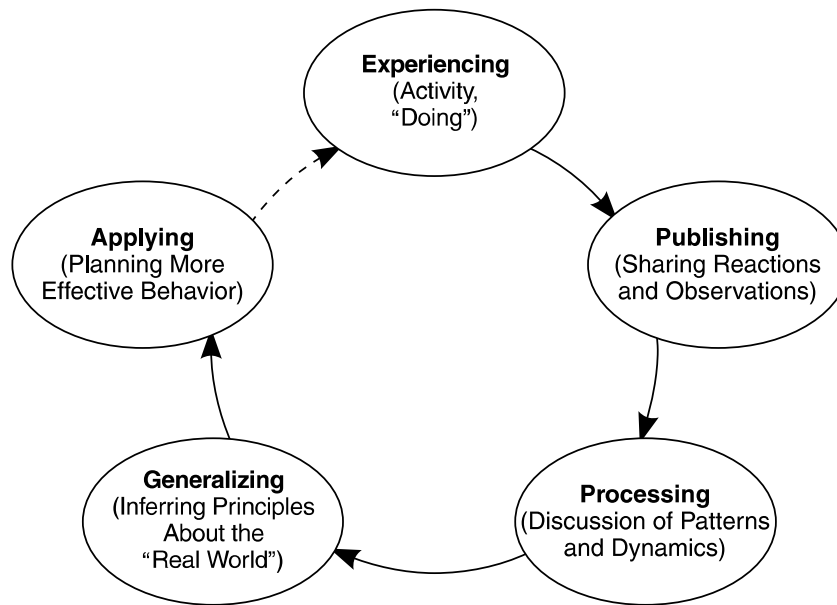 Experiencing
(Activity,
“Doing”)
Publishing
(Sharing Reactions
and Observations)
Processing
(Discussion of Patterns
and Dynamics)
Generalizing
(Inferring Principles
About the
“Real World”)
Applying
(Planning More
Effective Behavior)